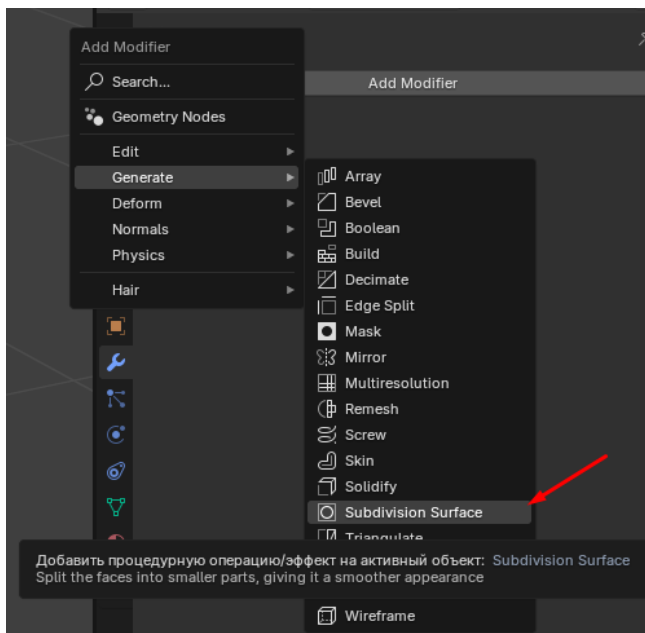 Add Modifier
Search...
Add Modifier
Geometry Nodes
Edit
Generate
Deform
Normals
Physics
Hair
Array
Bevel
Boolean
Build
Decimate
Edge Split
Mask
Mirror
Multiresolution
Remesh
Screw
Skin
Solidify
Subdivision Surface
Triangulate
Добавить процедурную операцию/эффект на активный объект: Subdivision Surface
Split the faces into smaller parts, giving it a smoother appearance
Wireframe